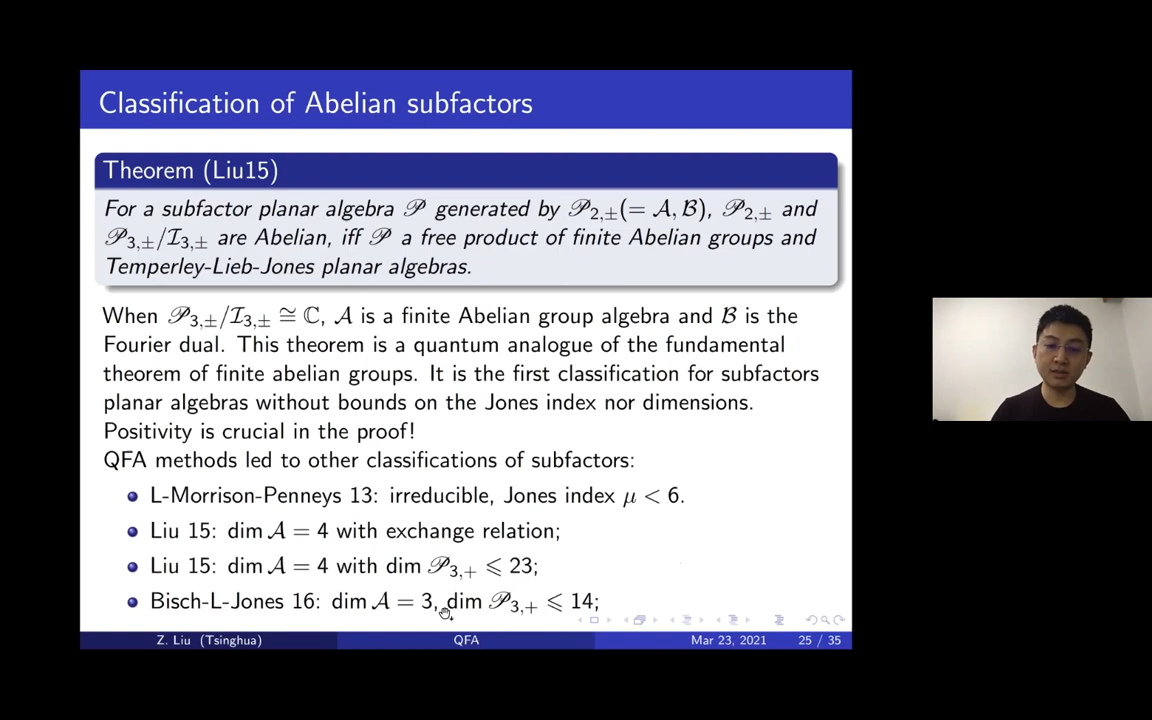 Classification of Abelian subfactors
Theorem (Liu15)
For a subfactor planar algebra 𝒫 generated by 𝒫₂,±(= 𝒜, ℬ), 𝒫₂,± and
𝒫₃,±/ℐ₃,± are Abelian, iff 𝒫 a free product of finite Abelian groups and
Temperley-Lieb-Jones planar algebras.
When 𝒫₃,±/ℐ₃,± ≅ ℂ, 𝒜 is a finite Abelian group algebra and ℬ is the
Fourier dual. This theorem is a quantum analogue of the fundamental
theorem of finite abelian groups. It is the first classification for subfactors
planar algebras without bounds on the Jones index nor dimensions.
Positivity is crucial in the proof!
QFA methods led to other classifications of subfactors:
L-Morrison-Penneys 13: irreducible, Jones index μ < 6.
Liu 15: dim 𝒜 = 4 with exchange relation;
Liu 15: dim 𝒜 = 4 with dim 𝒫₃,₊ ⩽ 23;
Bisch-L-Jones 16: dim 𝒜 = 3, dim 𝒫₃,₊ ⩽ 14;
Z. Liu (Tsinghua) QFA Mar 23, 2021 25 / 35